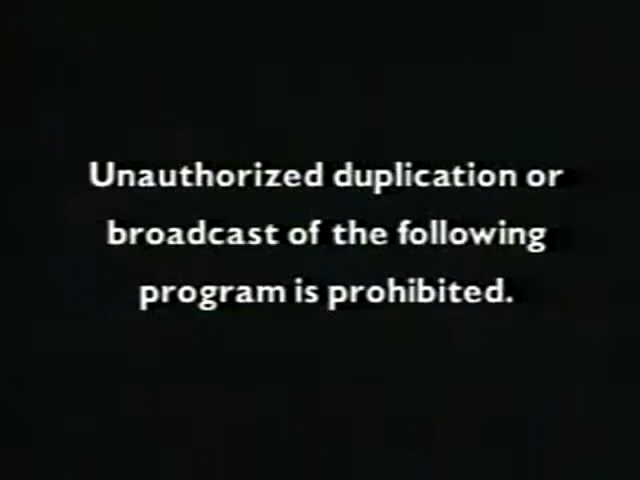 Unauthorized duplication or
broadcast of the following
program is prohibited.